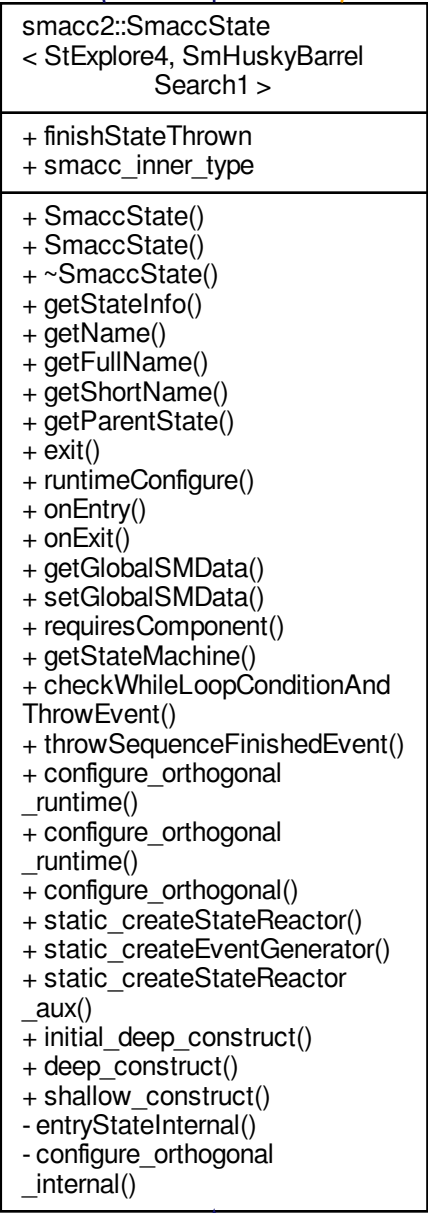 smacc2::SmaccState
< StExplore4, SmHuskyBarrel
Search1 >
+ finishStateThrown
+ smacc_inner_type
+ SmaccState()
+ SmaccState()
+ ~SmaccState()
+ getStateInfo()
+ getName()
+ getFullName()
+ getShortName()
+ getParentState()
+ exit()
+ runtimeConfigure()
+ onEntry()
+ onExit()
+ getGlobalSMData()
+ setGlobalSMData()
+ requiresComponent()
+ getStateMachine()
+ checkWhileLoopConditionAnd
ThrowEvent()
+ throwSequenceFinishedEvent()
+ configure_orthogonal
_runtime()
+ configure_orthogonal
_runtime()
+ configure_orthogonal()
+ static_createStateReactor()
+ static_createEventGenerator()
+ static_createStateReactor
_aux()
+ initial_deep_construct()
+ deep_construct()
+ shallow_construct()
- entryStateInternal()
- configure_orthogonal
_internal()